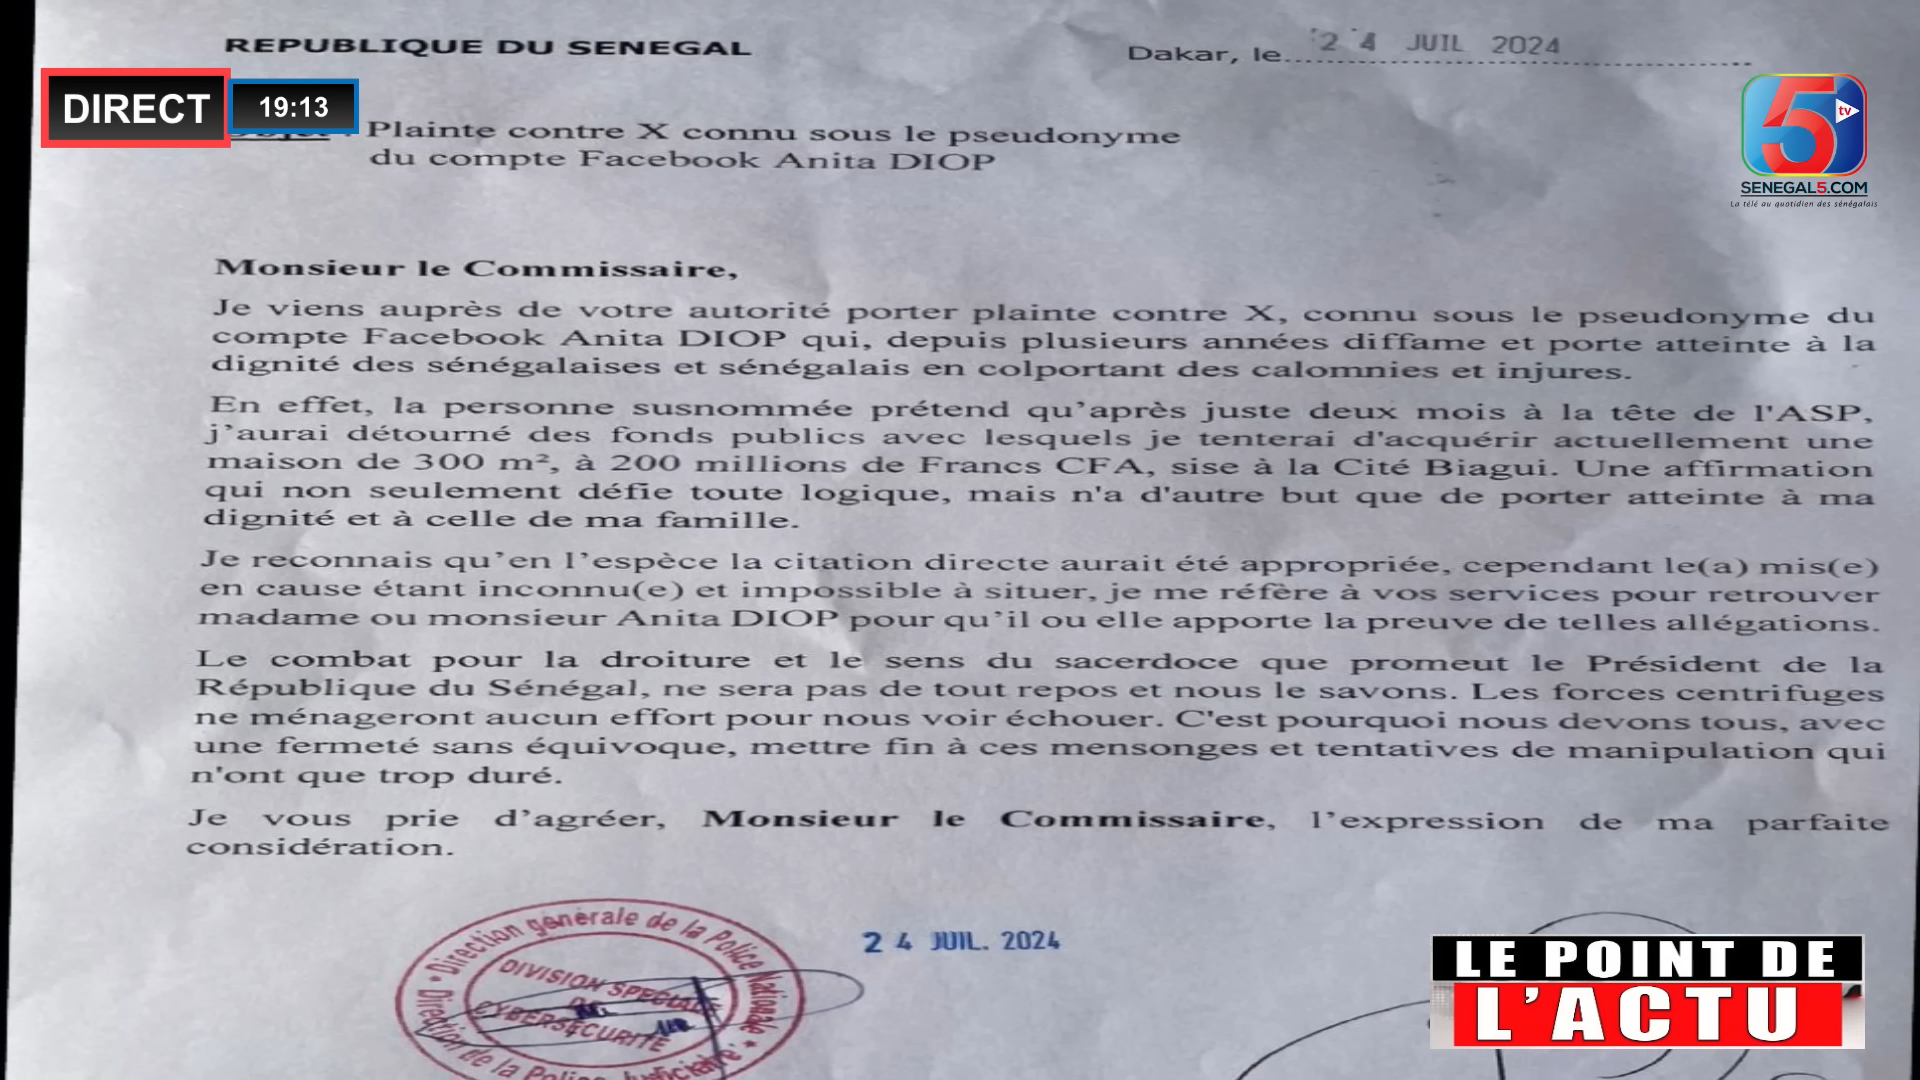 REPUBLIQUE DU SENEGAL
Dakar, le
24 JUIL 2024
DIRECT
19:13
5
tv
SENEGAL5.COM
La télé au quotidien des sénégalais
Plainte contre X connu sous le pseudonyme
du compte Facebook Anita DIOP
Monsieur le Commissaire,
Je viens auprès de votre autorité porter plainte contre X, connu sous le pseudonyme du
compte Facebook Anita DIOP qui, depuis plusieurs années diffame et porte atteinte à la
dignité des sénégalaises et sénégalais en colportant des calomnies et injures.
En effet, la personne susnommée prétend qu’après juste deux mois à la tête de l'ASP,
j’aurai détourné des fonds publics avec lesquels je tenterai d'acquérir actuellement une
maison de 300 m², à 200 millions de Francs CFA, sise à la Cité Biagui. Une affirmation
qui non seulement défie toute logique, mais n'a d'autre but que de porter atteinte à ma
dignité et à celle de ma famille.
Je reconnais qu’en l’espèce la citation directe aurait été appropriée, cependant le(a) mis(e)
en cause étant inconnu(e) et impossible à situer, je me réfère à vos services pour retrouver
madame ou monsieur Anita DIOP pour qu’il ou elle apporte la preuve de telles allégations.
Le combat pour la droiture et le sens du sacerdoce que promeut le Président de la
République du Sénégal, ne sera pas de tout repos et nous le savons. Les forces centrifuges
ne ménageront aucun effort pour nous voir échouer. C'est pourquoi nous devons tous, avec
une fermeté sans équivoque, mettre fin à ces mensonges et tentatives de manipulation qui
n'ont que trop duré.
Je vous prie d’agréer, Monsieur le Commissaire, l’expression de ma parfaite
considération.
Direction générale de la Police Nationale
DIVISION SPECIALE
CYBERSECURITE
Direction de la Police Judiciaire
24 JUIL. 2024
LE POINT DE
L'ACTU